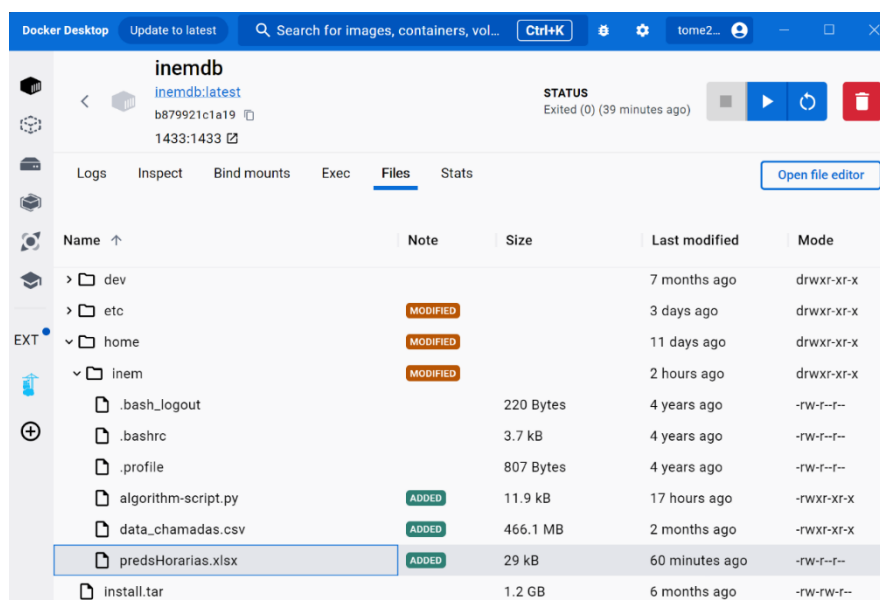 Docker Desktop Update to latest Search for images, containers, vol... Ctrl+K tome2...
inemdb
inemdb:latest
b879921c1a19
1433:1433
STATUS
Exited (0) (39 minutes ago)
Logs Inspect Bind mounts Exec Files Stats Open file editor
Name Note Size Last modified Mode
dev 7 months ago drwxr-xr-x
etc MODIFIED 3 days ago drwxr-xr-x
EXT
home MODIFIED 11 days ago drwxr-xr-x
inem MODIFIED 2 hours ago drwxr-xr-x
.bash_logout 220 Bytes 4 years ago -rw-r--r--
.bashrc 3.7 kB 4 years ago -rw-r--r--
.profile 807 Bytes 4 years ago -rw-r--r--
algorithm-script.py ADDED 11.9 kB 17 hours ago -rwxr-xr-x
data_chamadas.csv ADDED 466.1 MB 2 months ago -rwxr-xr-x
predsHorarias.xlsx ADDED 29 kB 60 minutes ago -rw-r--r--
install.tar 1.2 GB 6 months ago -rw-rw-r--